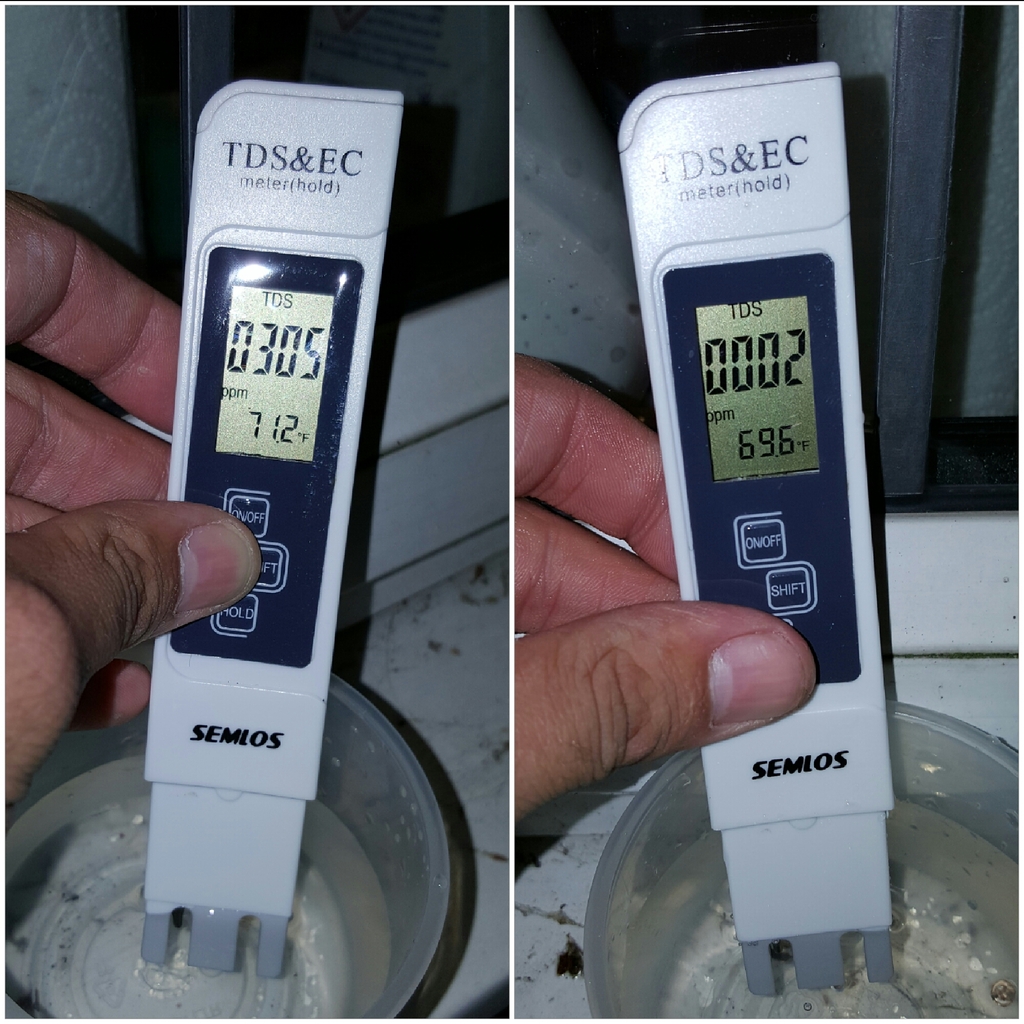 TDS&EC
meter(hold)
TDS
0305
ppm
71.2°F
ON/OFF
HOLD
SEMLOS
TDS&EC
meter(hold)
TDS
0002
ppm
69.6°F
ON/OFF
SHIFT
SEMLOS